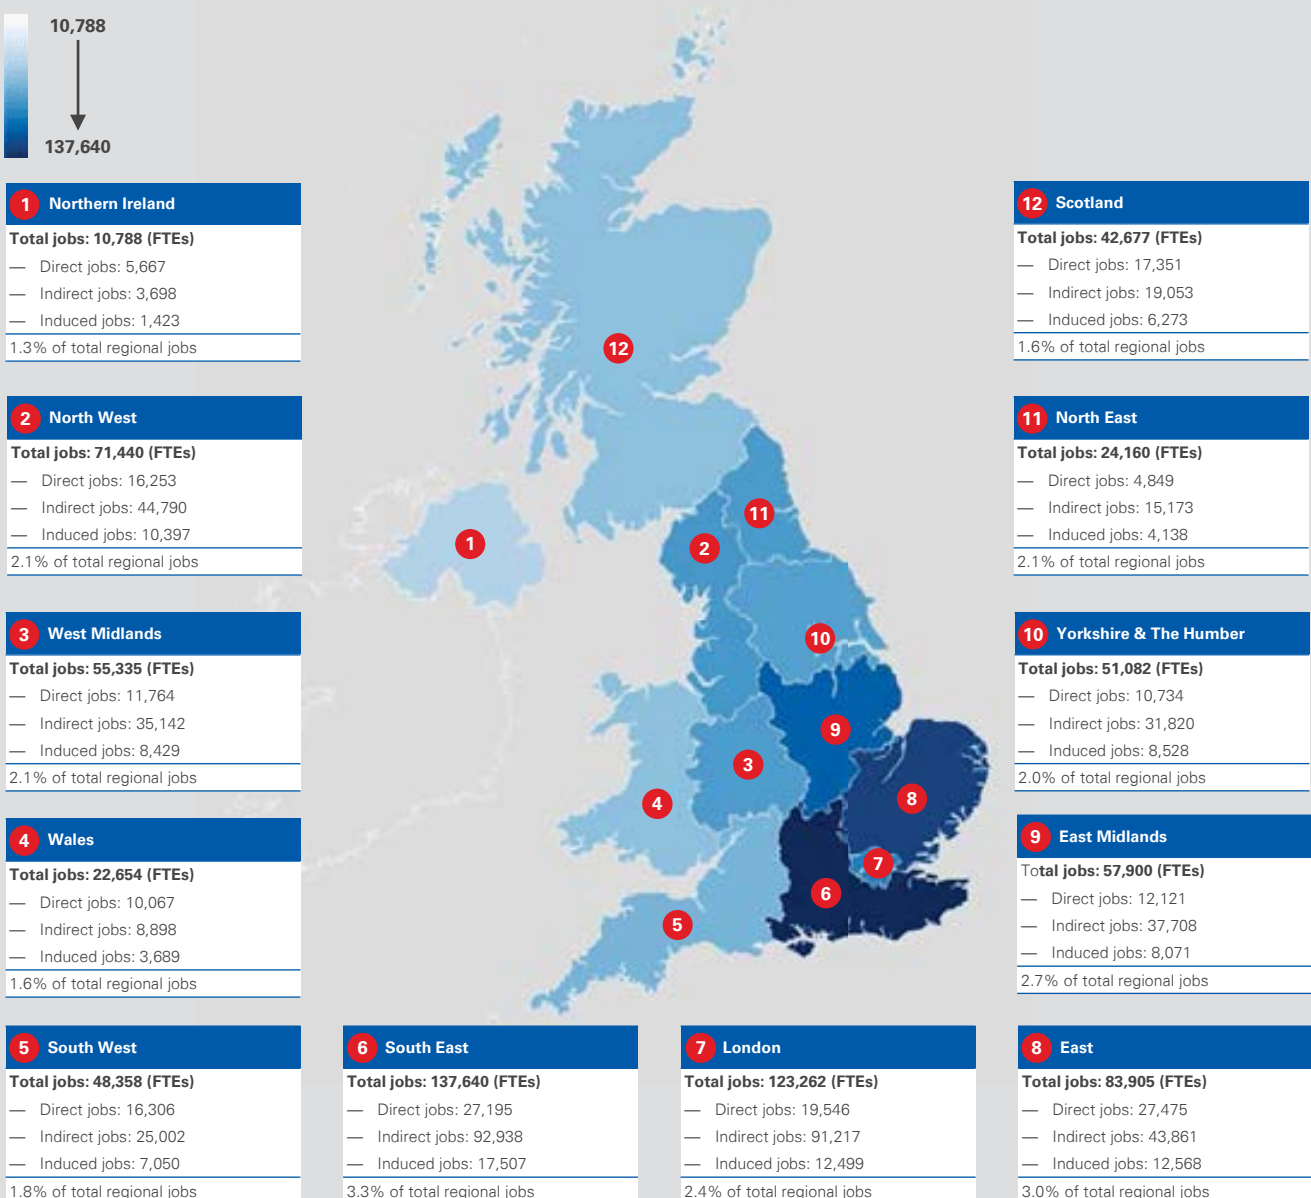 10,788
137,640
1 Northern Ireland
Total jobs: 10,788 (FTEs)
— Direct jobs: 5,667
— Indirect jobs: 3,698
— Induced jobs: 1,423
1.3% of total regional jobs
2 North West
Total jobs: 71,440 (FTEs)
— Direct jobs: 16,253
— Indirect jobs: 44,790
— Induced jobs: 10,397
2.1% of total regional jobs
3 West Midlands
Total jobs: 55,335 (FTEs)
— Direct jobs: 11,764
— Indirect jobs: 35,142
— Induced jobs: 8,429
2.1% of total regional jobs
4 Wales
Total jobs: 22,654 (FTEs)
— Direct jobs: 10,067
— Indirect jobs: 8,898
— Induced jobs: 3,689
1.6% of total regional jobs
5 South West
Total jobs: 48,358 (FTEs)
— Direct jobs: 16,306
— Indirect jobs: 25,002
— Induced jobs: 7,050
1.8% of total regional jobs
6 South East
Total jobs: 137,640 (FTEs)
— Direct jobs: 27,195
— Indirect jobs: 92,938
— Induced jobs: 17,507
3.3% of total regional jobs
7 London
Total jobs: 123,262 (FTEs)
— Direct jobs: 19,546
— Indirect jobs: 91,217
— Induced jobs: 12,499
2.4% of total regional jobs
8 East
Total jobs: 83,905 (FTEs)
— Direct jobs: 27,475
— Indirect jobs: 43,861
— Induced jobs: 12,568
3.0% of total regional jobs
9 East Midlands
Total jobs: 57,900 (FTEs)
— Direct jobs: 12,121
— Indirect jobs: 37,708
— Induced jobs: 8,071
2.7% of total regional jobs
10 Yorkshire & The Humber
Total jobs: 51,082 (FTEs)
— Direct jobs: 10,734
— Indirect jobs: 31,820
— Induced jobs: 8,528
2.0% of total regional jobs
11 North East
Total jobs: 24,160 (FTEs)
— Direct jobs: 4,849
— Indirect jobs: 15,173
— Induced jobs: 4,138
2.1% of total regional jobs
12 Scotland
Total jobs: 42,677 (FTEs)
— Direct jobs: 17,351
— Indirect jobs: 19,053
— Induced jobs: 6,273
1.6% of total regional jobs
12
11
1
2
10
9
3
8
4
7
6
5